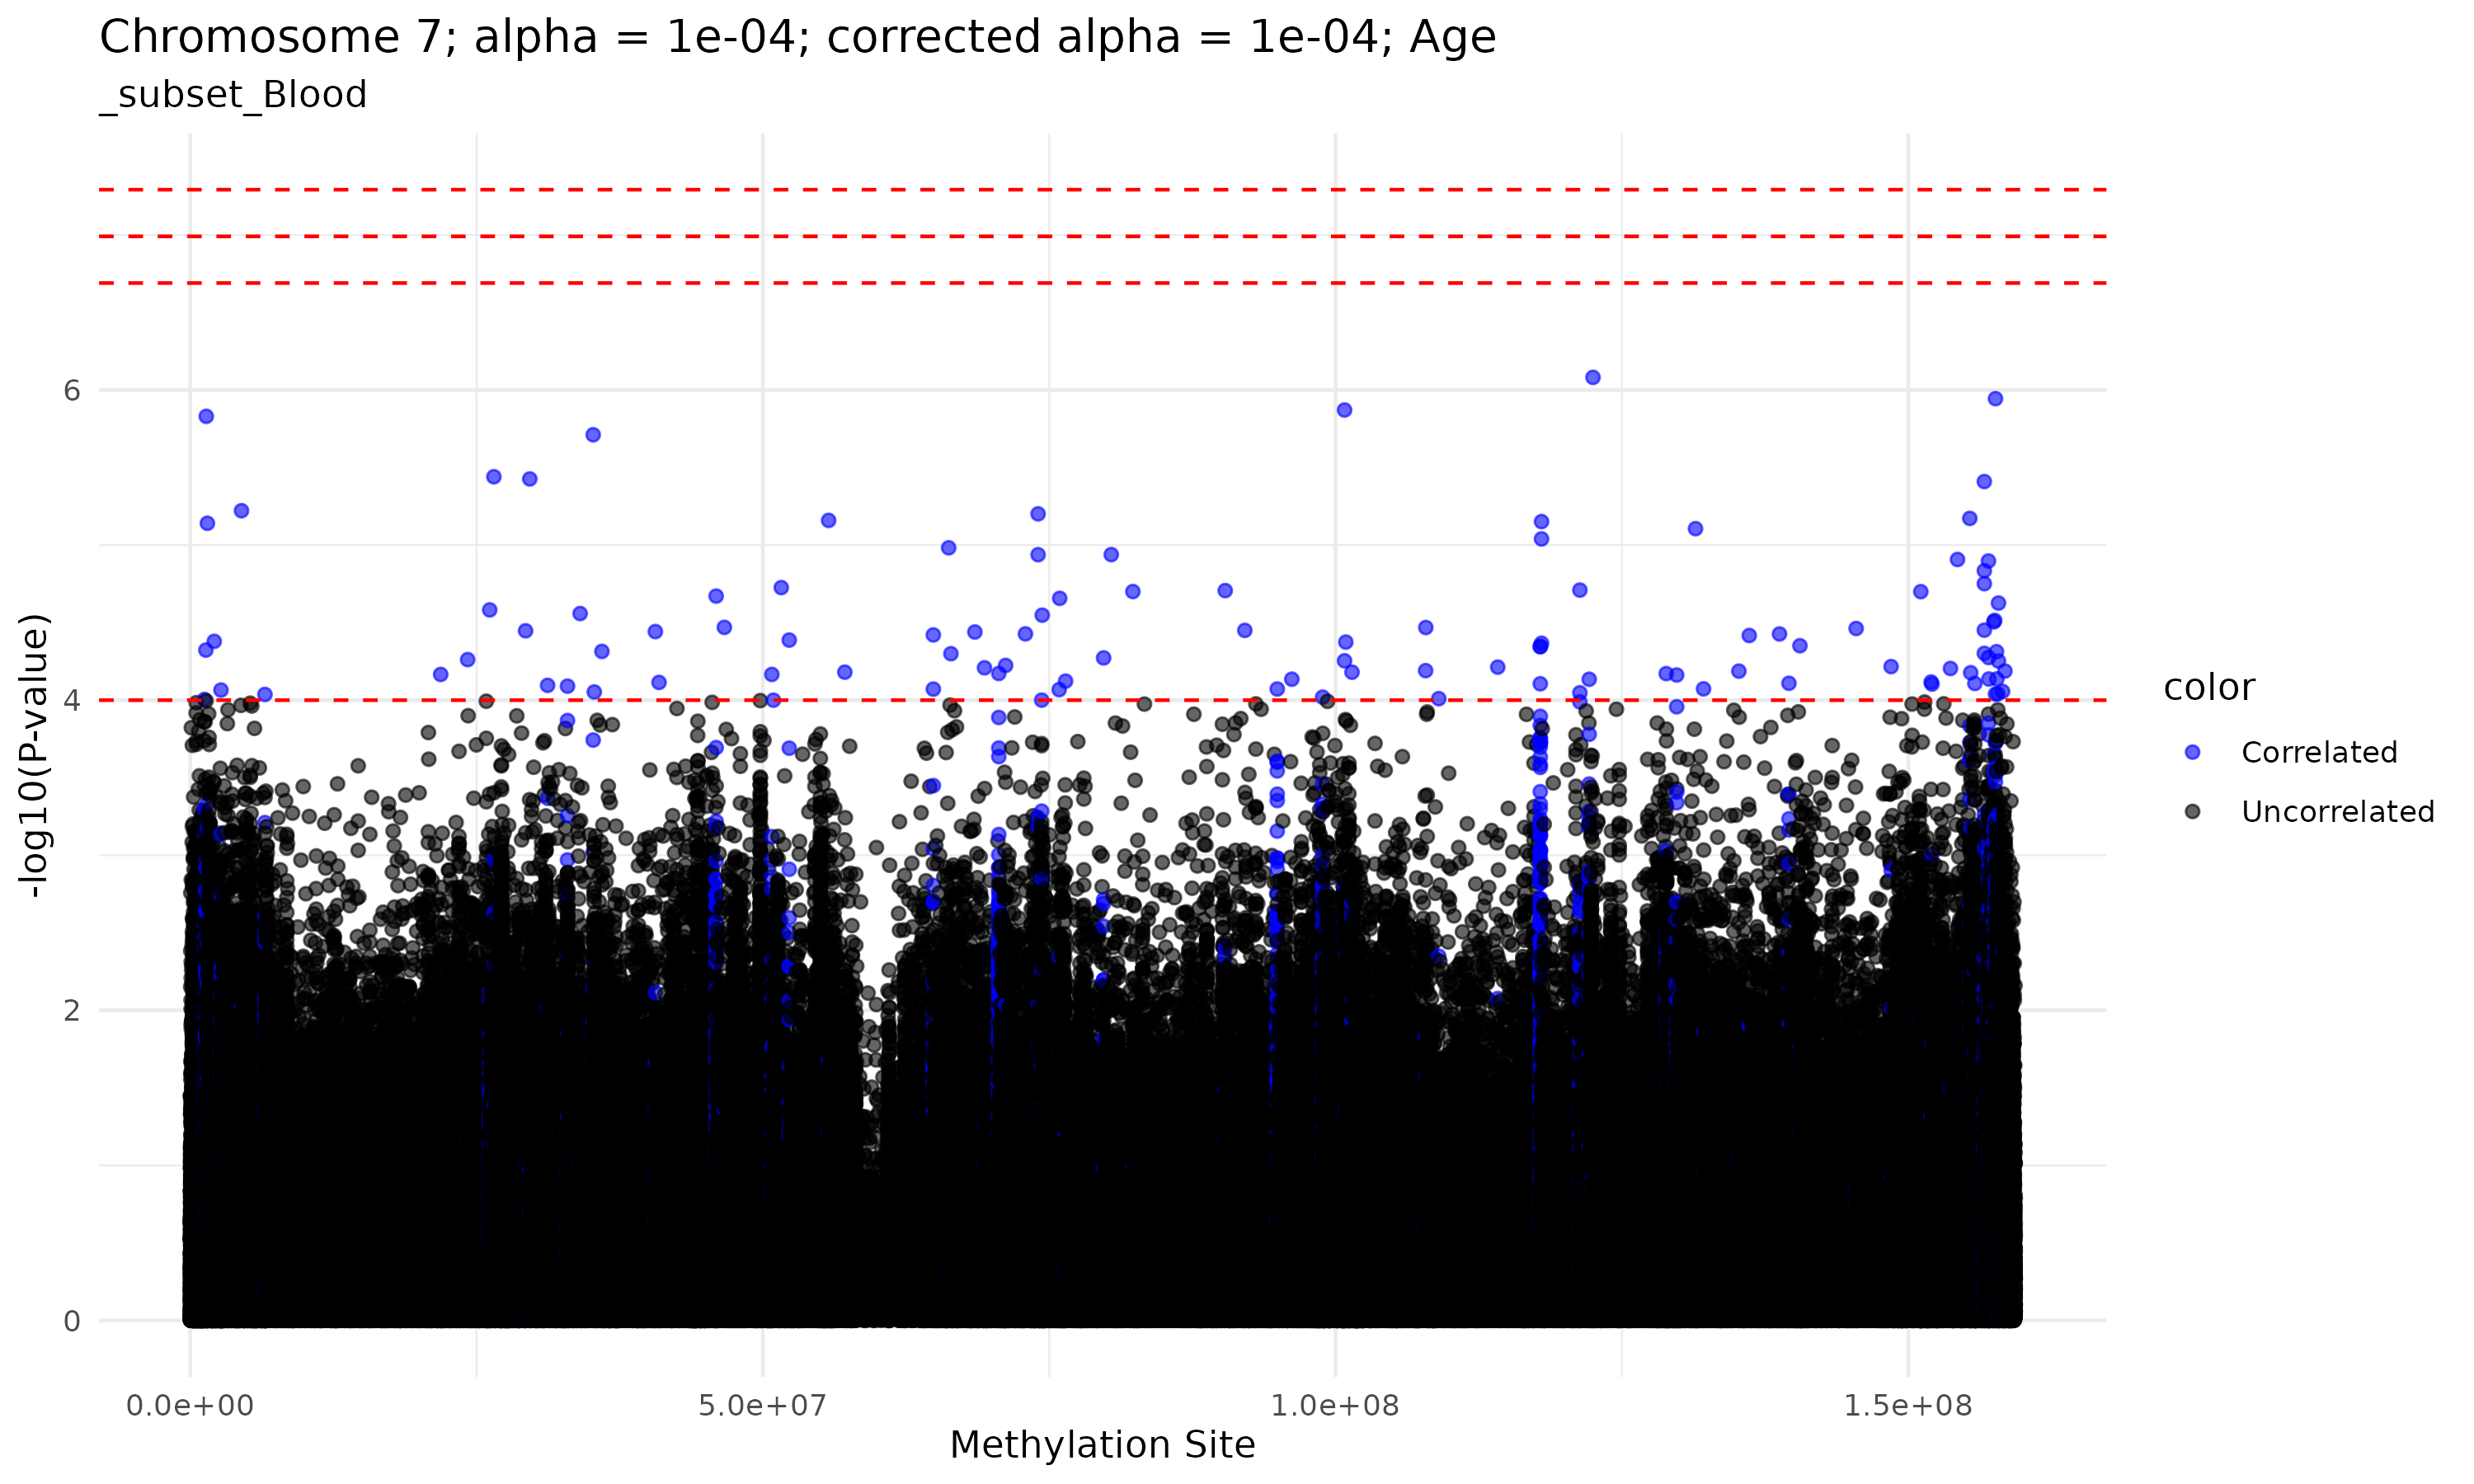 Chromosome 7; alpha = 1e-04; corrected alpha = 1e-04; Age
_subset_Blood
-log10(P-value)
6
4
2
0
0.0e+00
5.0e+07
1.0e+08
1.5e+08
Methylation Site
color
Correlated
Uncorrelated